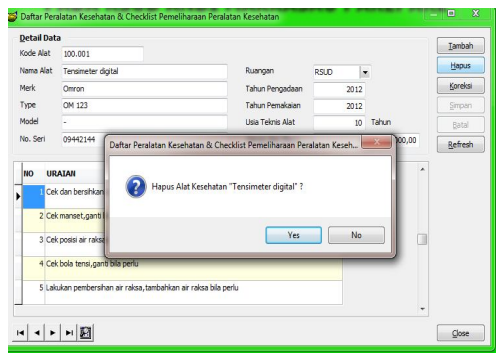 Daftar Peralatan Kesehatan & Checklist Pemeliharaan Peralatan Kesehatan
Detail Data
Kode Alat 100.001
Nama Alat Tensimeter digital Ruangan RSUD
Merk Omron Tahun Pengadaan 2012
Type OM 123 Tahun Pemakaian 2012
Model - Usia Teknis Alat 10 Tahun
No. Seri 09442144 000,00
Tambah
Hapus
Koreksi
Simpan
Batal
Refresh
Daftar Peralatan Kesehatan & Checklist Pemeliharaan Peralatan Keseh...
Hapus Alat Kesehatan "Tensimeter digital" ?
Yes No
NO URAIAN
1 Cek dan bersihkan
2 Cek manset,ganti
3 Cek posisi air raksa
4 Cek bola tensi,ganti bila perlu
5 Lakukan pembersihan air raksa,tambahkan air raksa bila perlu
Close